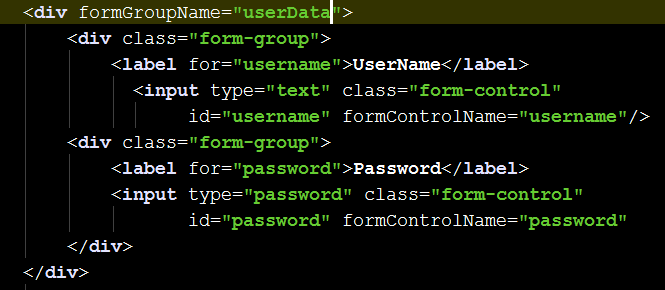 <div formGroupName="userData">
<div class="form-group">
<label for="username">UserName</label>
<input type="text" class="form-control"
id="username" formControlName="username"/>
<div class="form-group">
<label for="password">Password</label>
<input type="password" class="form-control"
id="password" formControlName="password"
</div>
</div>